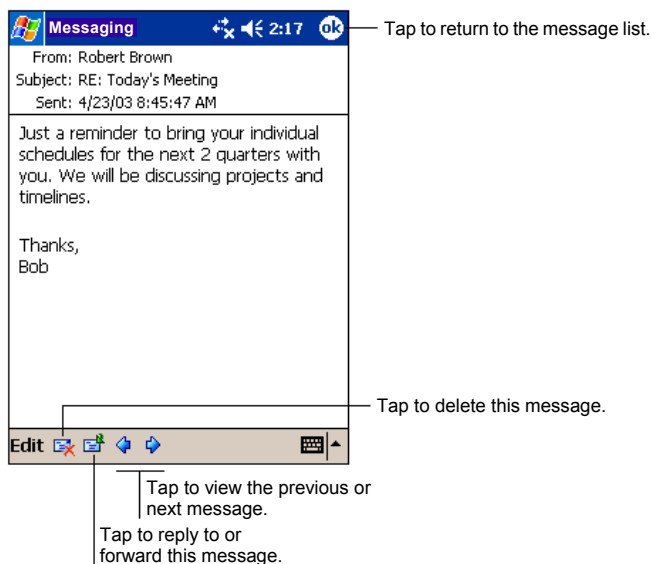 Messaging 2:17 ok
Tap to return to the message list.
From: Robert Brown
Subject: RE: Today's Meeting
Sent: 4/23/03 8:45:47 AM
Just a reminder to bring your individual
schedules for the next 2 quarters with
you. We will be discussing projects and
timelines.
Thanks,
Bob
Tap to delete this message.
Edit
Tap to view the previous or
next message.
Tap to reply to or
forward this message.